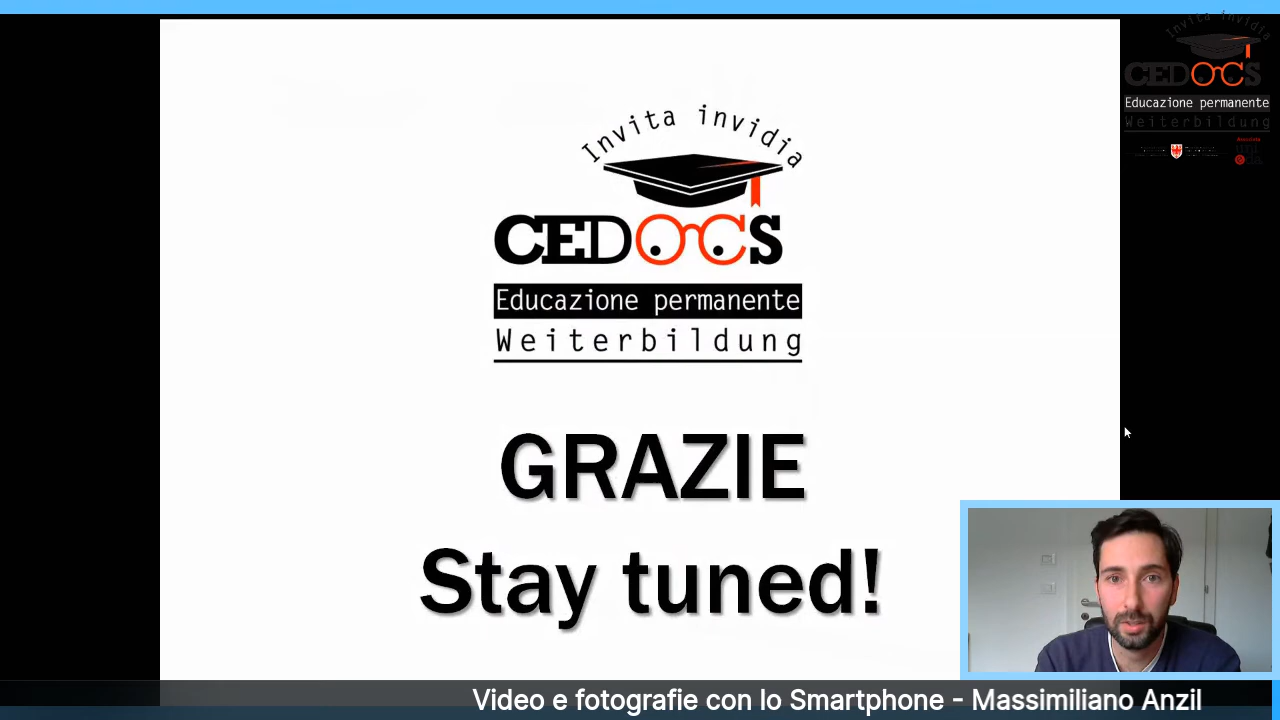 Invita invidia
CEDOCS
Educazione permanente
Weiterbildung
GRAZIE
Stay tuned!
Invita invidia
CEDOCS
Educazione permanente
Weiterbildung
Video e fotografie con lo Smartphone - Massimiliano Anzil